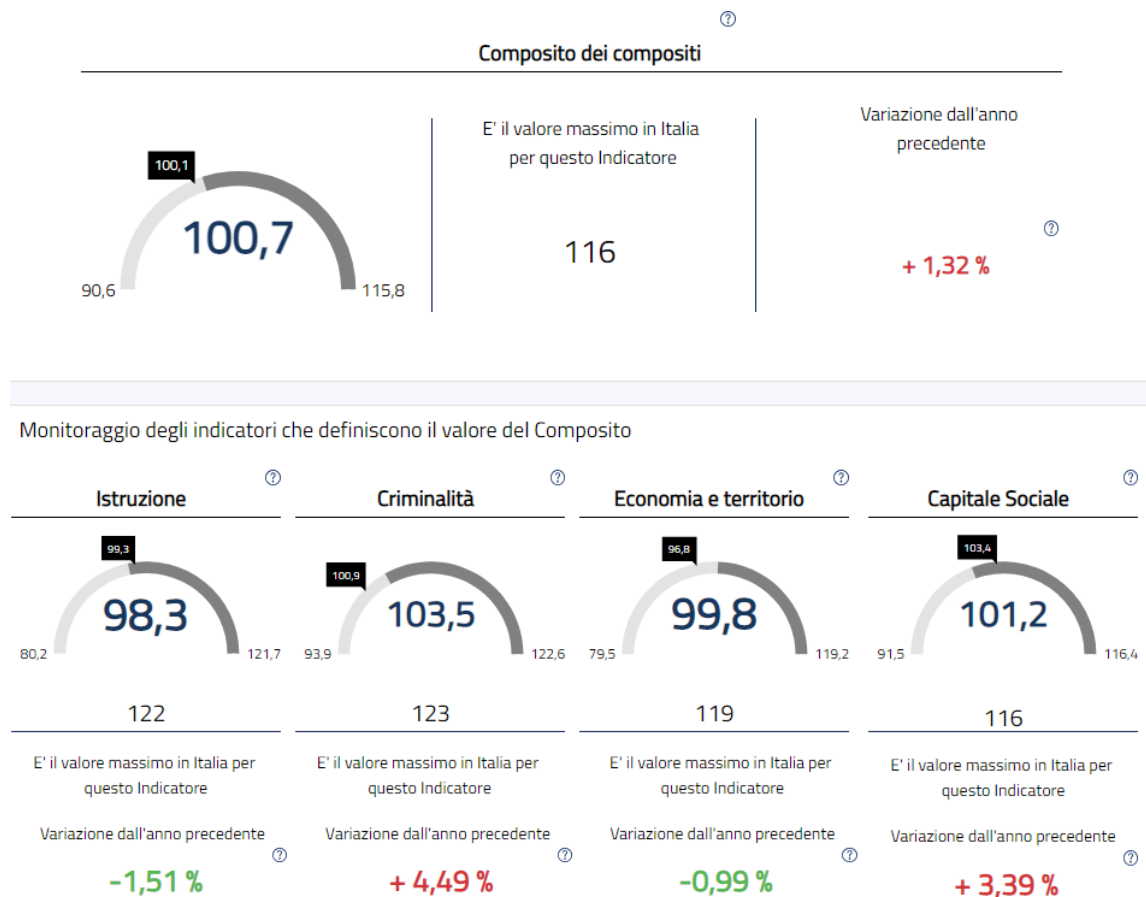 Composito dei compositi
E' il valore massimo in Italia
per questo Indicatore
Variazione dall'anno
precedente
100,1
100,7
90,6
115,8
116
+ 1,32 %
Monitoraggio degli indicatori che definiscono il valore del Composito
Istruzione
99,3
98,3
80,2
121,7
122
E' il valore massimo in Italia per
questo Indicatore
Variazione dall'anno precedente
-1,51 %
Criminalità
100,9
103,5
93,9
122,6
123
E' il valore massimo in Italia per
questo Indicatore
Variazione dall'anno precedente
+ 4,49 %
Economia e territorio
96,8
99,8
79,5
119,2
119
E' il valore massimo in Italia per
questo Indicatore
Variazione dall'anno precedente
-0,99 %
Capitale Sociale
103,4
101,2
91,5
116,4
116
E' il valore massimo in Italia per
questo Indicatore
Variazione dall'anno precedente
+ 3,39 %